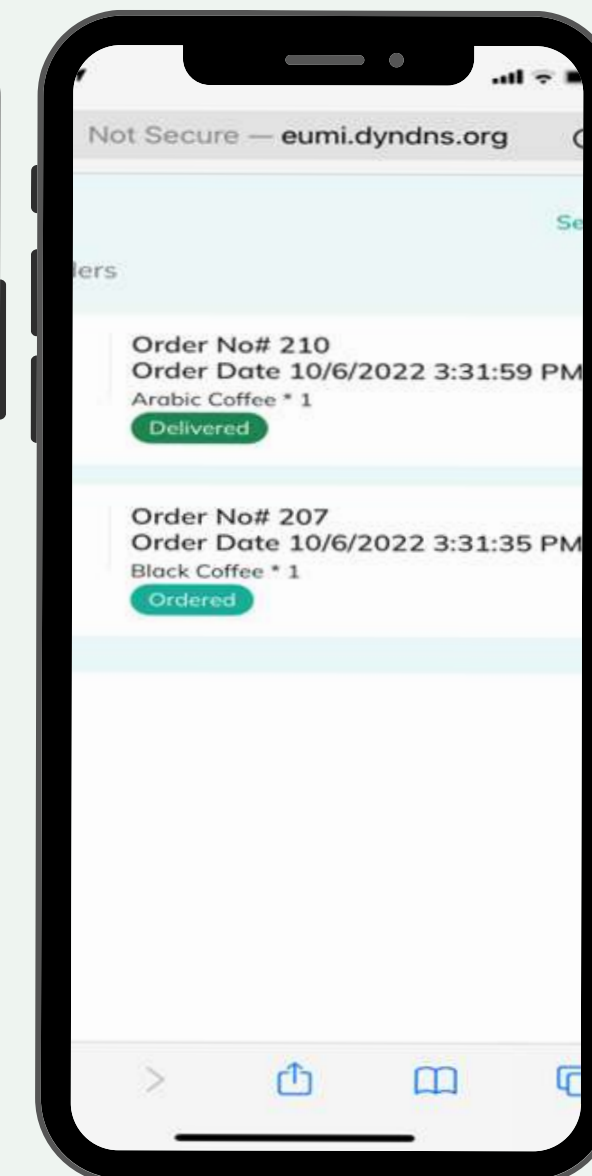 Not Secure — eumi.dyndns.org
Se
lers
Order No# 210
Order Date 10/6/2022 3:31:59 PM
Arabic Coffee * 1
Delivered
Order No# 207
Order Date 10/6/2022 3:31:35 PM
Black Coffee * 1
Ordered